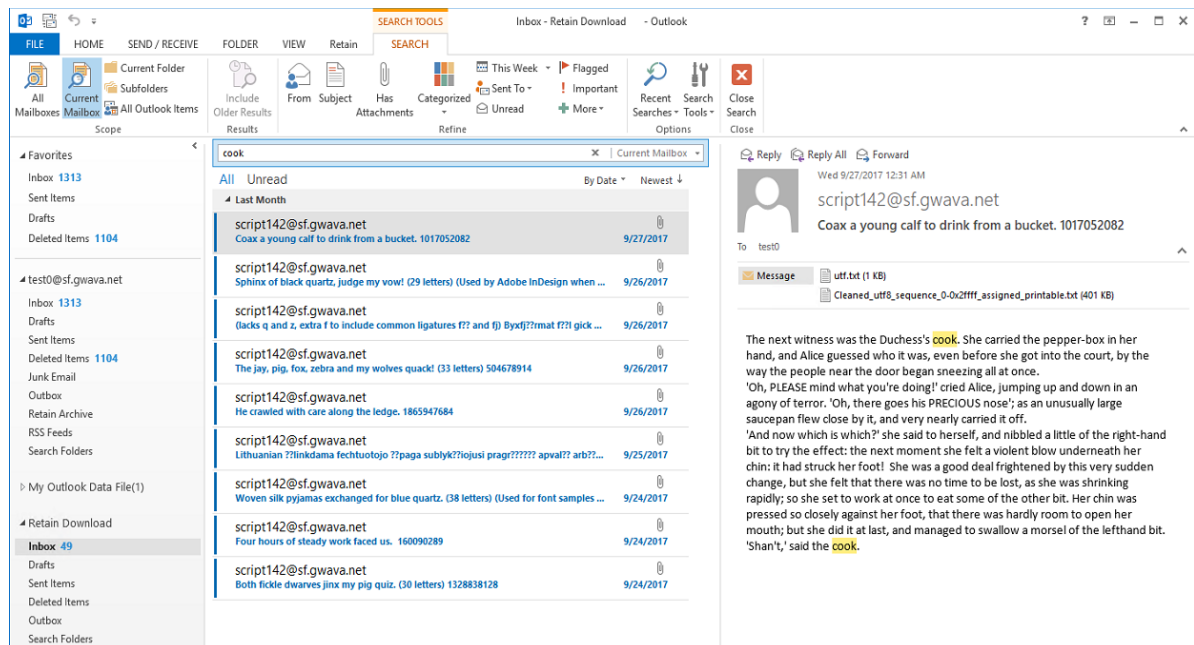 SEARCH TOOLS
Inbox - Retain Download - Outlook
FILE HOME SEND / RECEIVE FOLDER VIEW Retain SEARCH
All Mailboxes
Current Mailbox
Current Folder
Subfolders
All Outlook Items
Scope
Include Older Results
Results
From
Subject
Has Attachments
Categorized
This Week
Sent To
Unread
Flagged
Important
More
Refine
Recent Searches
Search Tools
Options
Close Search
Close
Favorites
Inbox 1313
Sent Items
Drafts
Deleted Items 1104
test0@sf.gwava.net
Inbox 1313
Drafts
Sent Items
Deleted Items 1104
Junk Email
Outbox
Retain Archive
RSS Feeds
Search Folders
My Outlook Data File(1)
Retain Download
Inbox 49
Drafts
Sent Items
Deleted Items
Outbox
Search Folders
cook
Current Mailbox
All Unread By Date Newest
Last Month
script142@sf.gwava.net
Coax a young calf to drink from a bucket. 1017052082 9/27/2017
script142@sf.gwava.net
Sphinx of black quartz, judge my vow! (29 letters) (Used by Adobe InDesign when ... 9/26/2017
script142@sf.gwava.net
(lacks q and z, extra f to include common ligatures f?? and fj) Byxfj??rmat f??l gick ... 9/26/2017
script142@sf.gwava.net
The jay, pig, fox, zebra and my wolves quack! (33 letters) 504678914 9/26/2017
script142@sf.gwava.net
He crawled with care along the ledge. 1865947684 9/26/2017
script142@sf.gwava.net
Lithuanian ??linkdama fechtuotojo ??paga sublyk??iojusi pragr?????? apval?? arb??... 9/25/2017
script142@sf.gwava.net
Woven silk pyjamas exchanged for blue quartz. (38 letters) (Used for font samples ... 9/24/2017
script142@sf.gwava.net
Four hours of steady work faced us. 160090289 9/24/2017
script142@sf.gwava.net
Both fickle dwarves jinx my pig quiz. (30 letters) 1328838128 9/24/2017
Reply Reply All Forward
Wed 9/27/2017 12:31 AM
script142@sf.gwava.net
Coax a young calf to drink from a bucket. 1017052082
To test0
Message
utf.txt (1 KB)
Cleaned_utf8_sequence_0-0x2ffff_assigned_printable.txt (401 KB)
The next witness was the Duchess's cook. She carried the pepper-box in her
hand, and Alice guessed who it was, even before she got into the court, by the
way the people near the door began sneezing all at once.
'Oh, PLEASE mind what you're doing!' cried Alice, jumping up and down in an
agony of terror. 'Oh, there goes his PRECIOUS nose'; as an unusually large
saucepan flew close by it, and very nearly carried it off.
'And now which is which?' she said to herself, and nibbled a little of the right-hand
bit to try the effect: the next moment she felt a violent blow underneath her
chin: it had struck her foot! She was a good deal frightened by this very sudden
change, but she felt that there was no time to be lost, as she was shrinking
rapidly; so she set to work at once to eat some of the other bit. Her chin was
pressed so closely against her foot, that there was hardly room to open her
mouth; but she did it at last, and managed to swallow a morsel of the lefthand bit.
'Shan't,' said the cook.